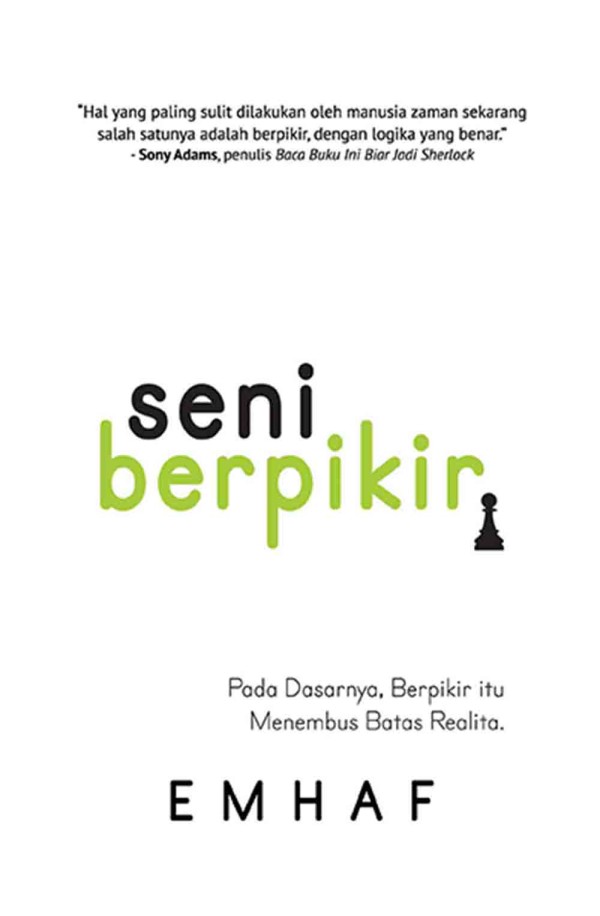 "Hal yang paling sulit dilakukan oleh manusia zaman sekarang
salah satunya adalah berpikir, dengan logika yang benar."
- Sony Adams, penulis Baca Buku Ini Biar Jadi Sherlock
seni
berpikir
Pada Dasarnya, Berpikir itu
Menembus Batas Realita.
EMHAF